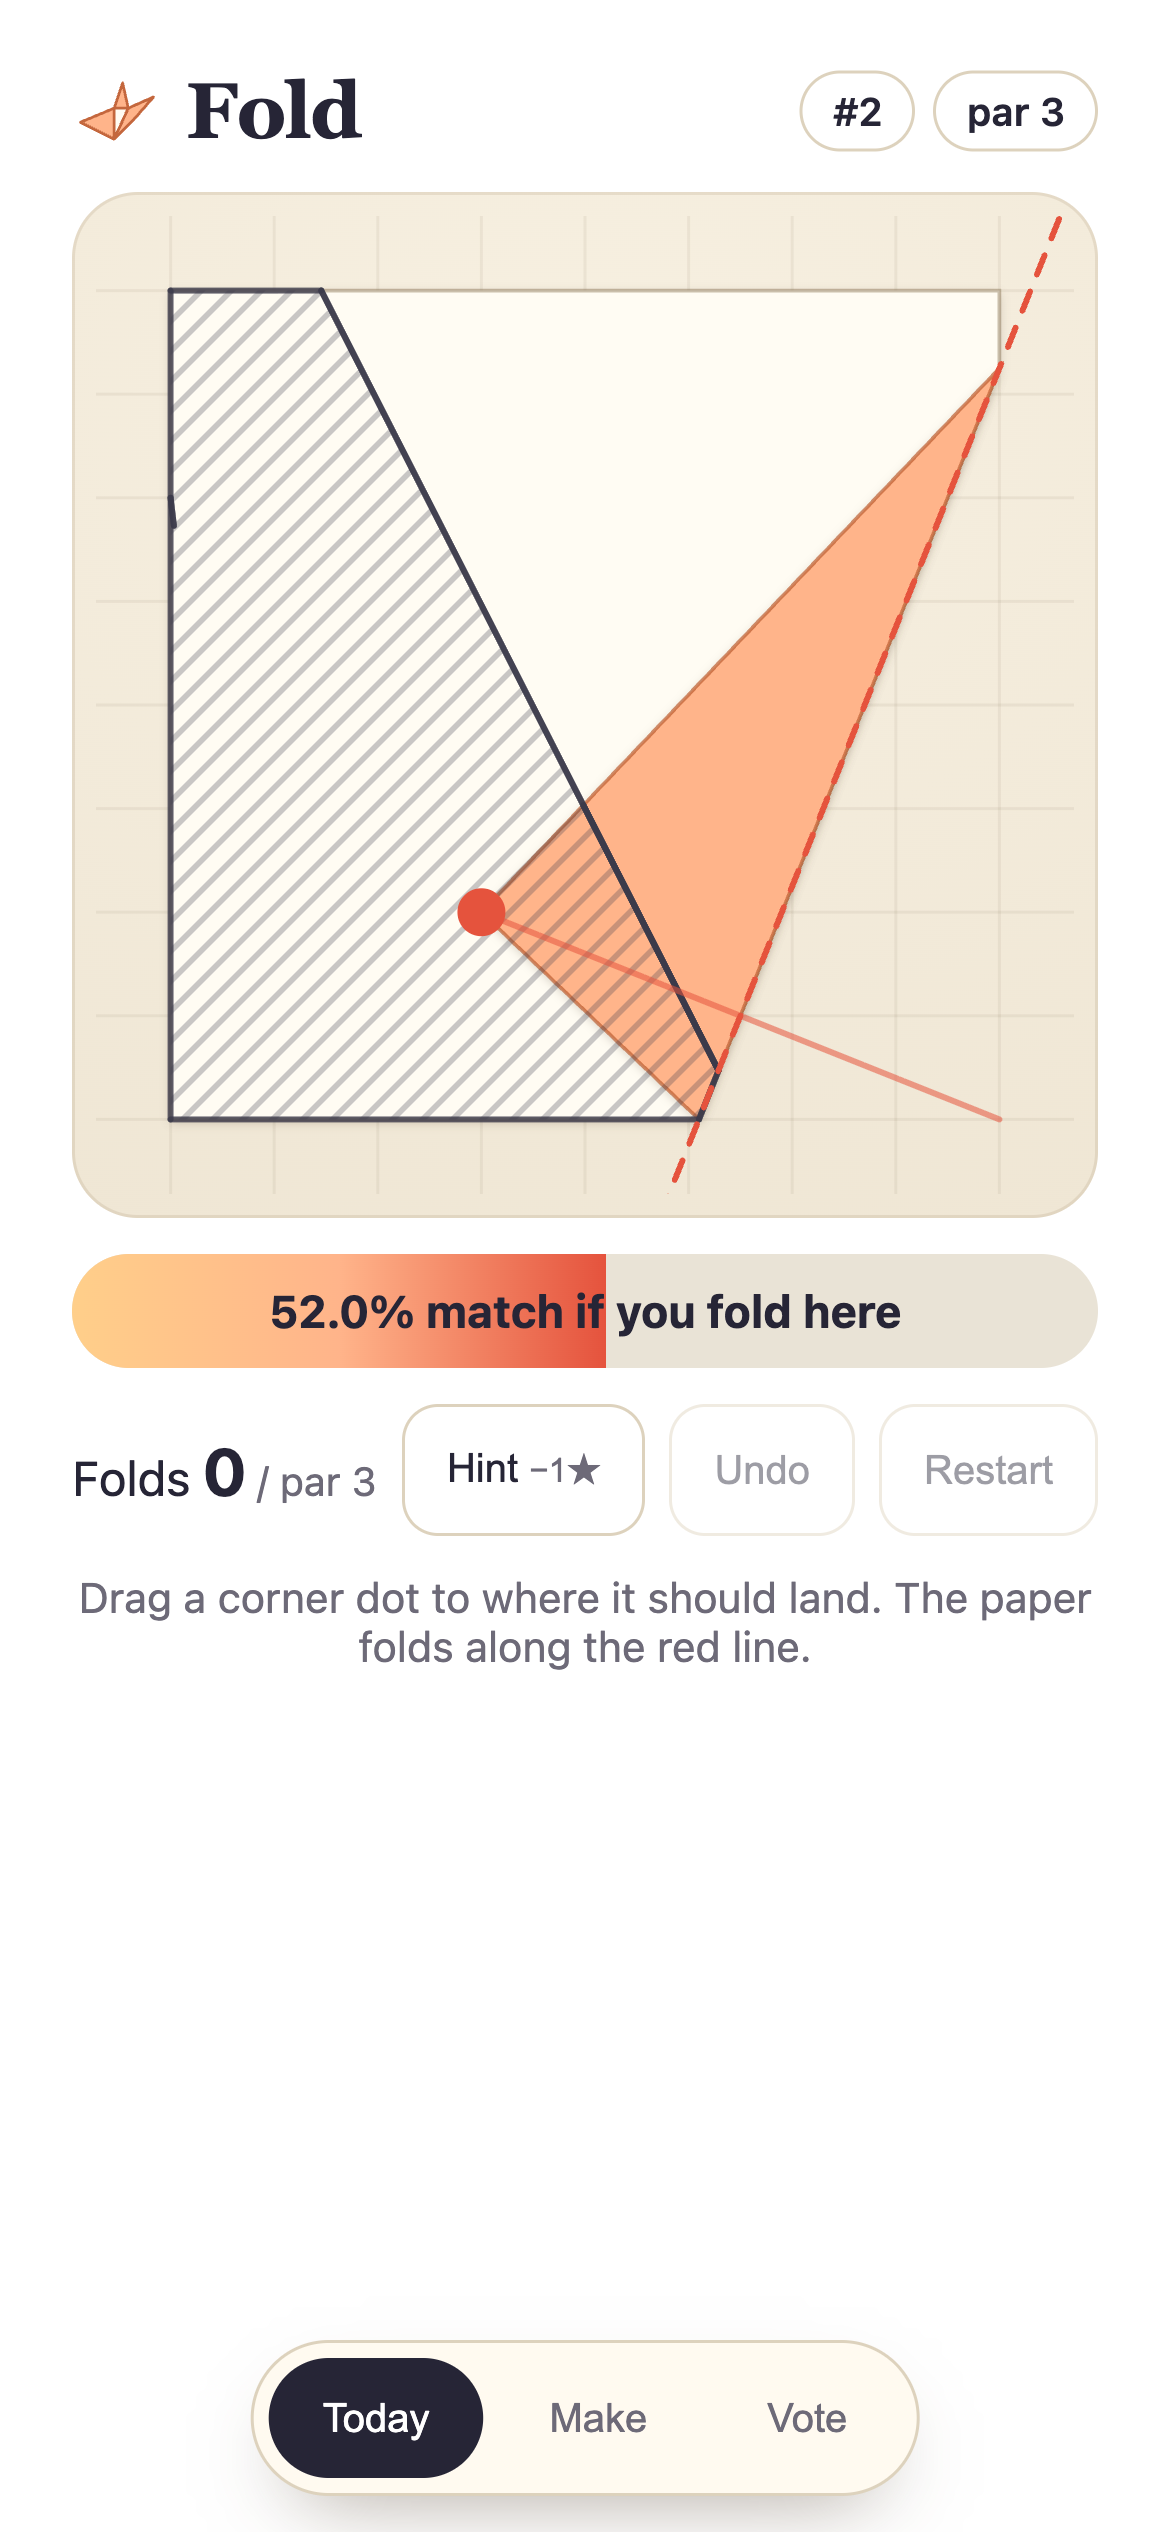 Fold
#2
par 3
52.0% match if you fold here
Folds 0 / par 3
Hint −1★
Undo
Restart
Drag a corner dot to where it should land. The paper
folds along the red line.
Today
Make
Vote